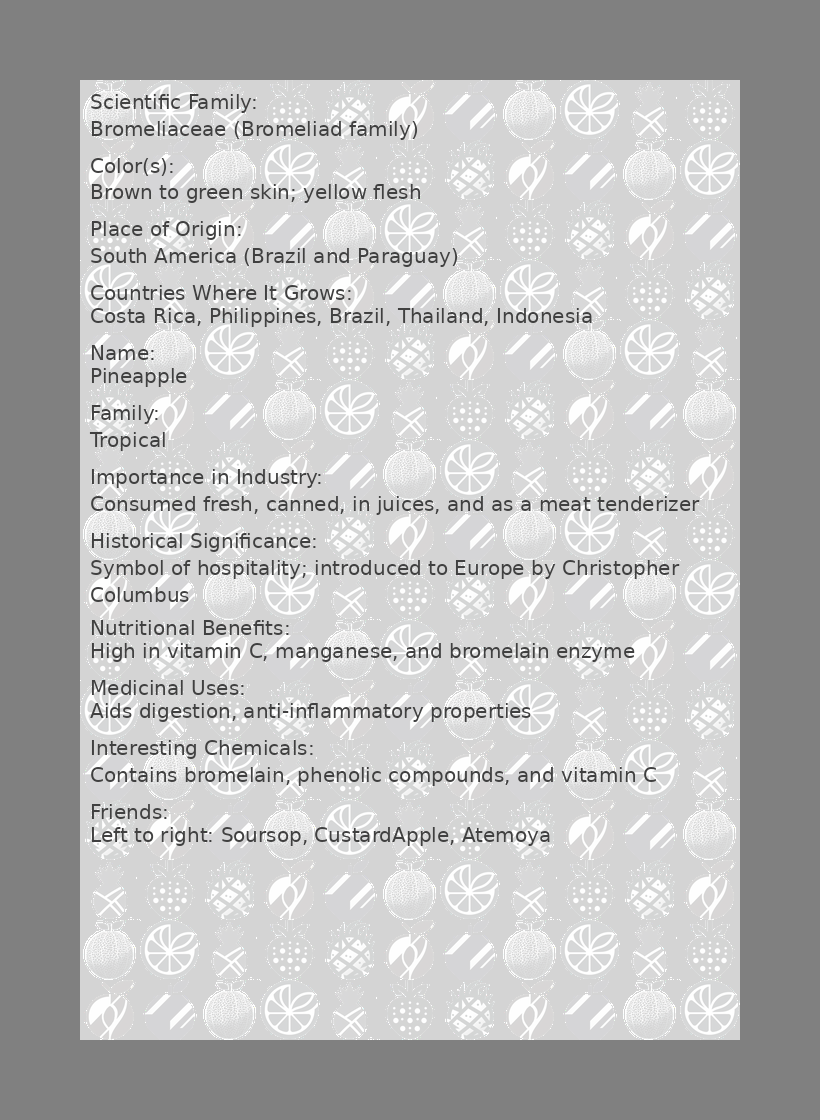 Scientific Family:
Bromeliaceae (Bromeliad family)
Color(s):
Brown to green skin; yellow flesh
Place of Origin:
South America (Brazil and Paraguay)
Countries Where It Grows:
Costa Rica, Philippines, Brazil, Thailand, Indonesia
Name:
Pineapple
Family:
Tropical
Importance in Industry:
Consumed fresh, canned, in juices, and as a meat tenderizer
Historical Significance:
Symbol of hospitality; introduced to Europe by Christopher
Columbus
Nutritional Benefits:
High in vitamin C, manganese, and bromelain enzyme
Medicinal Uses:
Aids digestion, anti-inflammatory properties
Interesting Chemicals:
Contains bromelain, phenolic compounds, and vitamin C
Friends:
Left to right: Soursop, CustardApple, Atemoya